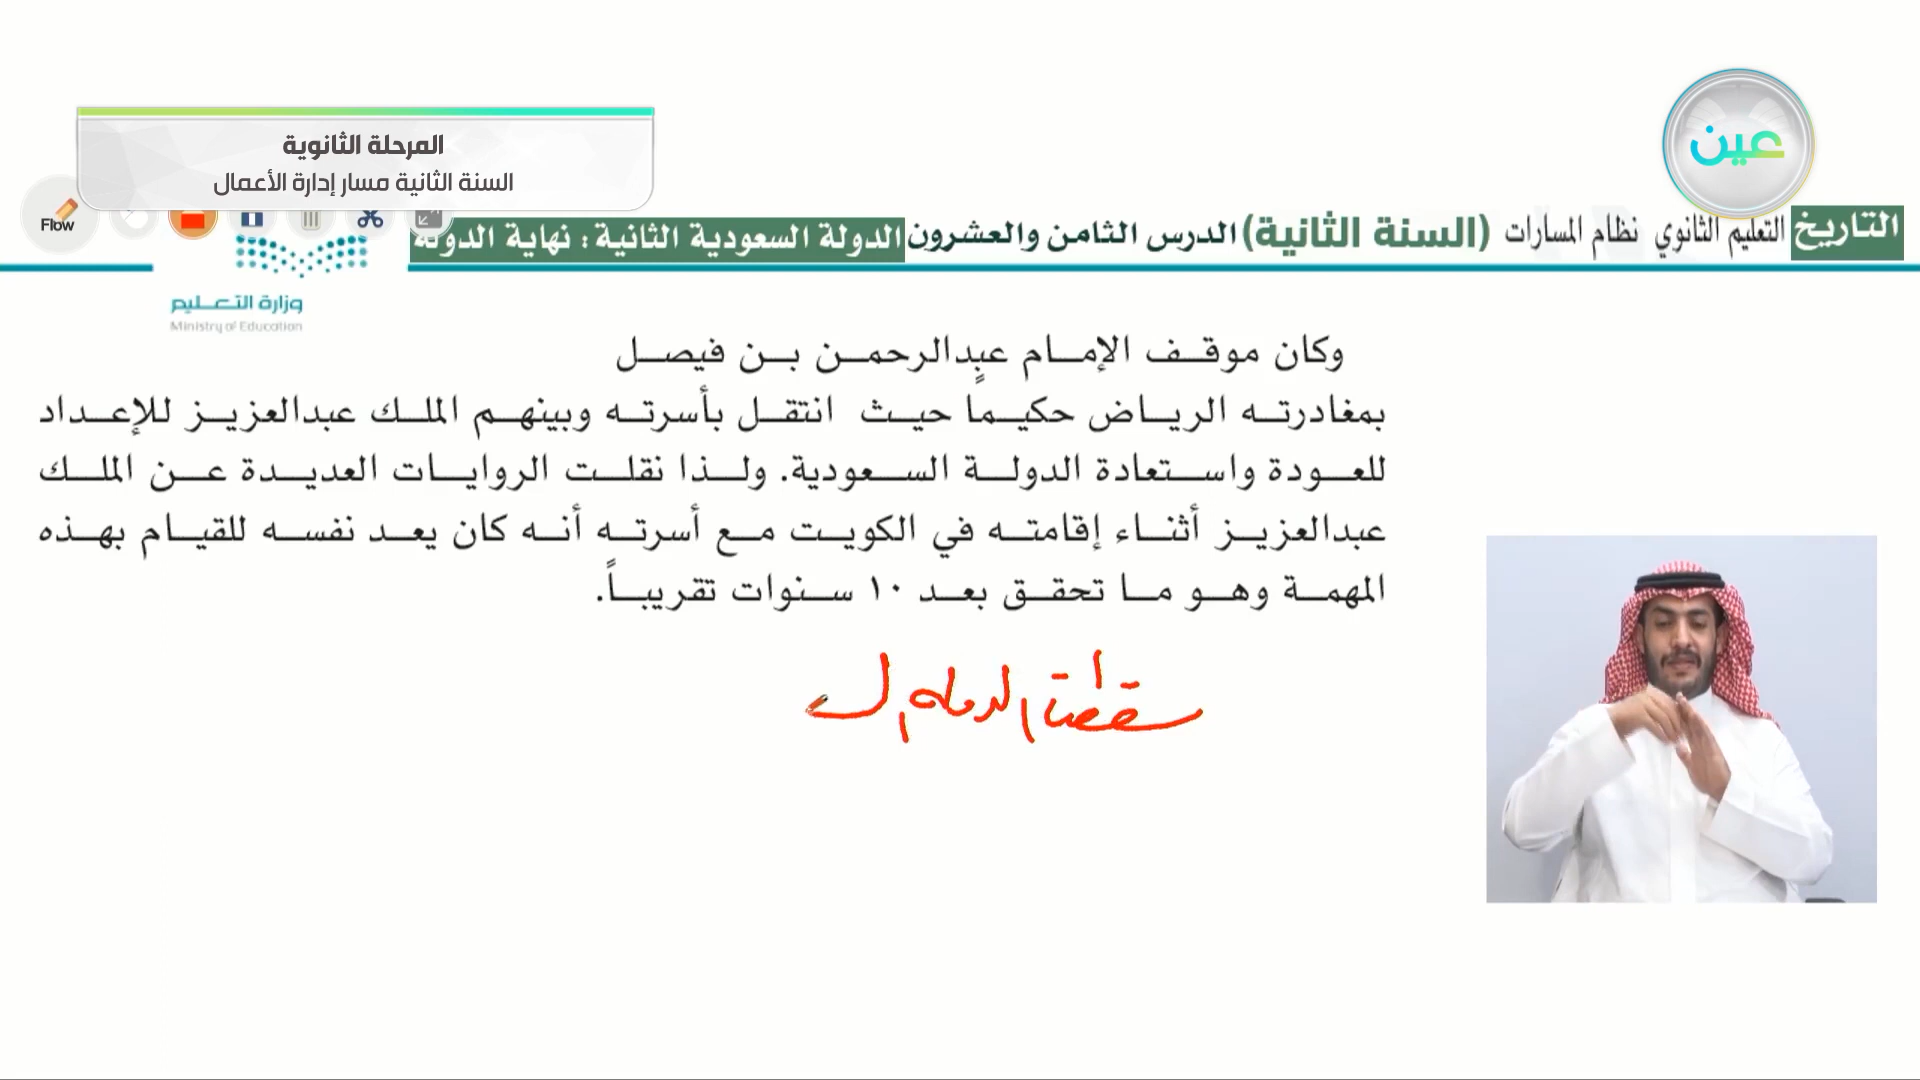 عين
المرحلة الثانوية
السنة الثانية مسار إدارة الأعمال
Flow
التاريخ التعليم الثانوي نظام المسارات (السنة الثانية) الدرس الثامن والعشرون الدولة السعودية الثانية : نهاية الدولة
وزارة التعليم
Ministry of Education
وكان موقف الإمام عبدالرحمن بن فيصل
بمغادرته الرياض حكيماً حيث انتقل بأسرته وبينهم الملك عبدالعزيز للإعداد
للعودة واستعادة الدولة السعودية. ولذا نقلت الروايات العديدة عن الملك
عبدالعزيز أثناء إقامته في الكويت مع أسرته أنه كان يعد نفسه للقيام بهذه
المهمة وهو ما تحقق بعد ١٠ سنوات تقريباً.
سقطت الدولة الس